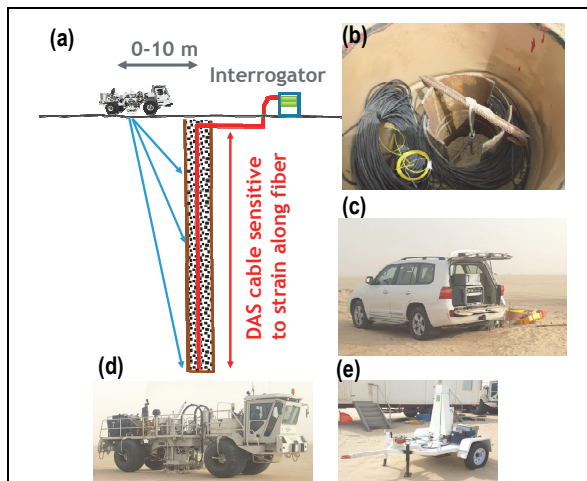 (a)
0-10 m
Interrogator
DAS cable sensitive
to strain along fiber
(b)
(c)
(d)
(e)